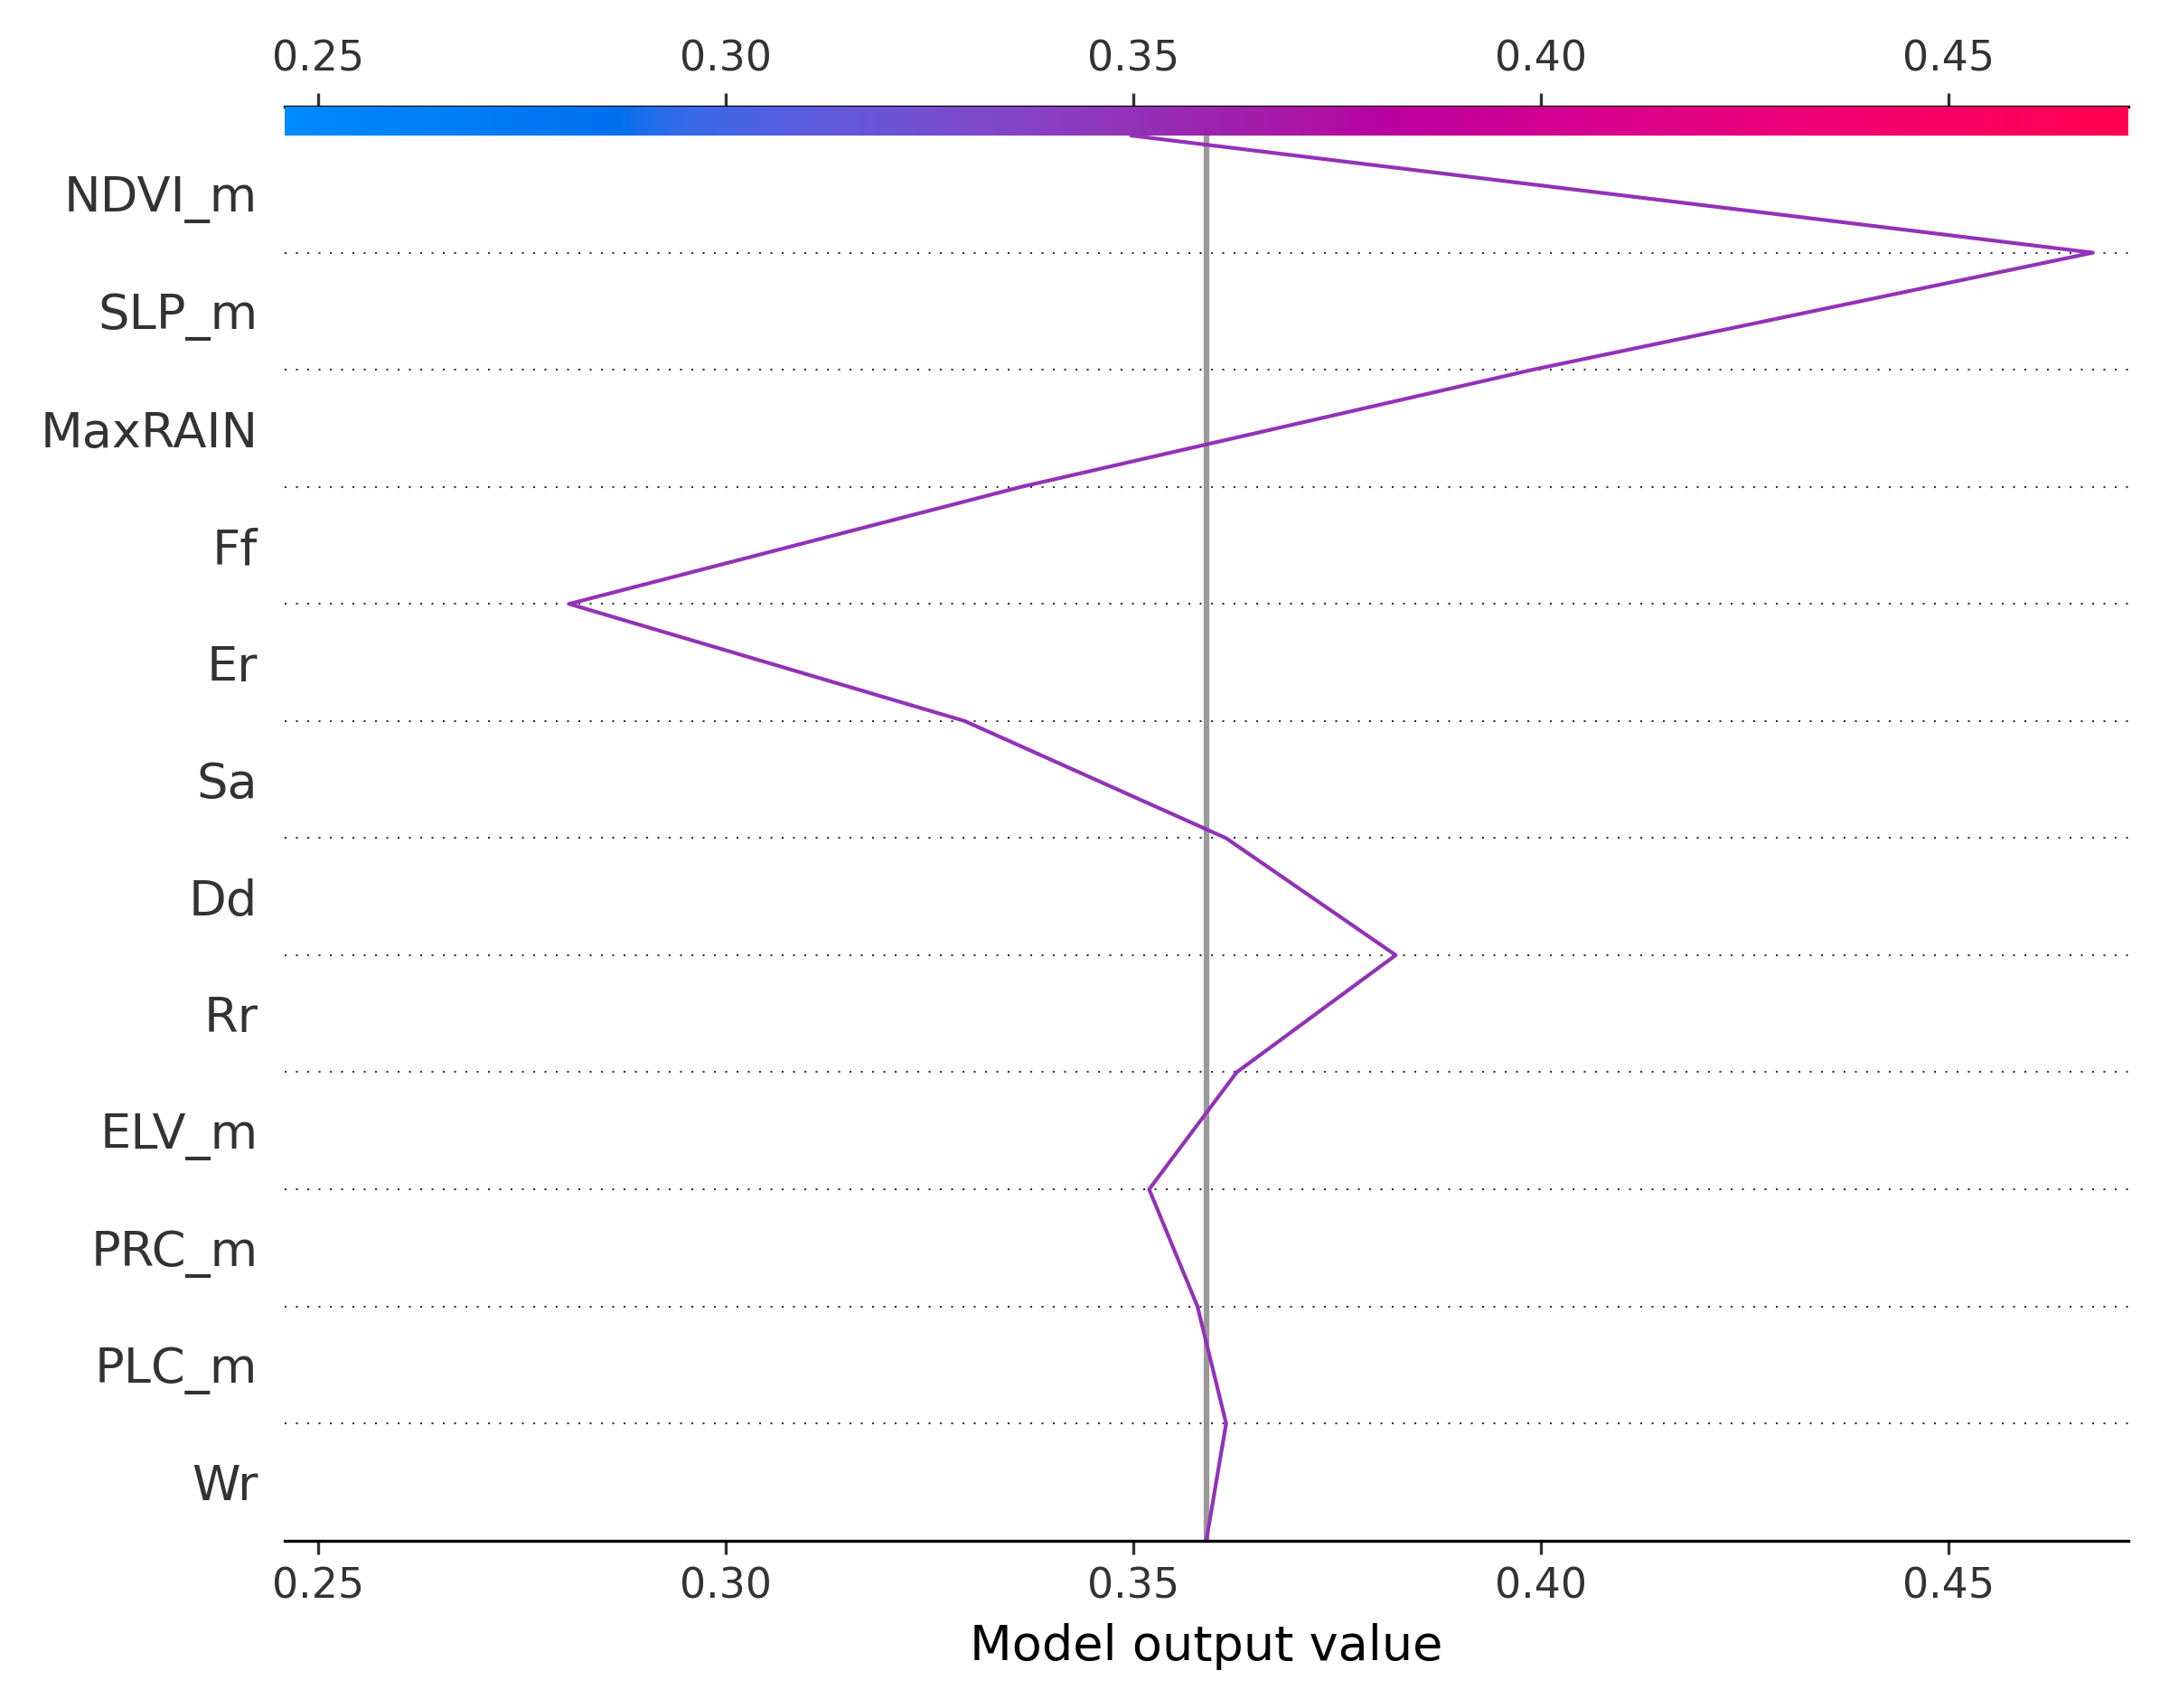 0.25 0.30 0.35 0.40 0.45
NDVI_m
SLP_m
MaxRAIN
Ff
Er
Sa
Dd
Rr
ELV_m
PRC_m
PLC_m
Wr
0.25 0.30 0.35 0.40 0.45
Model output value